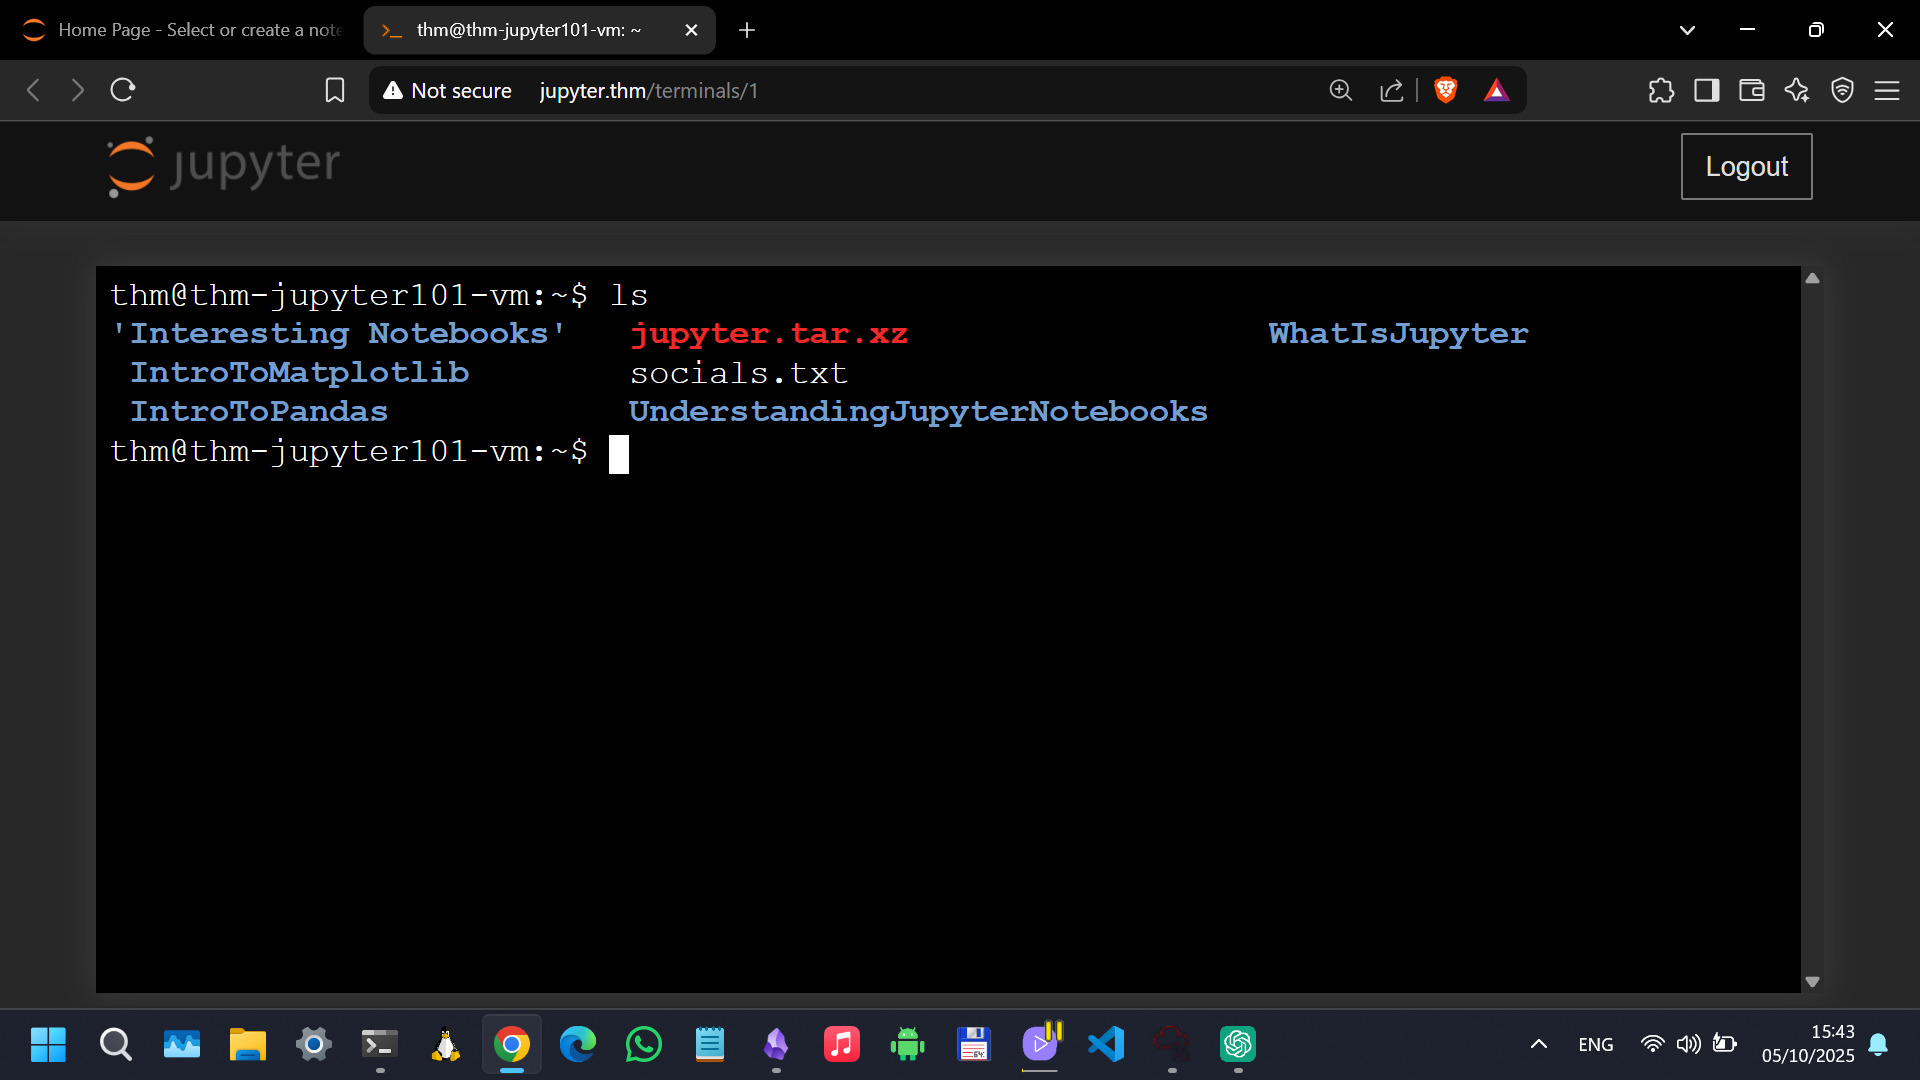 Home Page - Select or create a note
thm@thm-jupyter101-vm: ~
Not secure jupyter.thm/terminals/1
jupyter
Logout
thm@thm-jupyter101-vm:~$ ls
'Interesting Notebooks' jupyter.tar.xz WhatIsJupyter
IntroToMatplotlib socials.txt
IntroToPandas UnderstandingJupyterNotebooks
thm@thm-jupyter101-vm:~$
ENG
15:43
05/10/2025